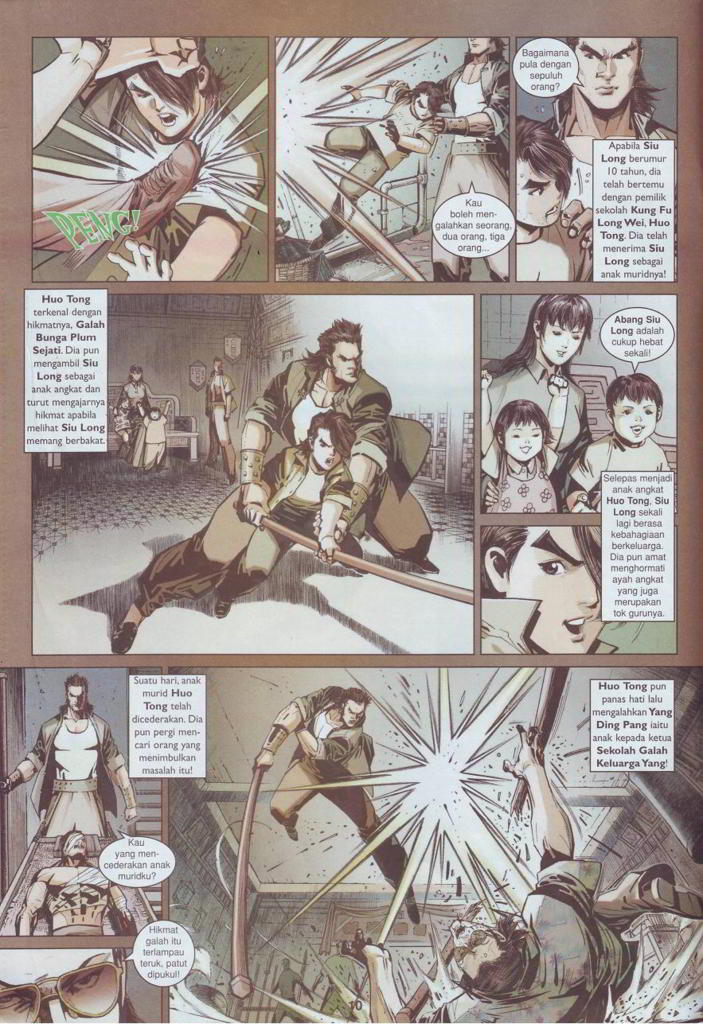 PENG!
Kau
boleh men-
galahkan seorang,
dua orang, tiga
orang...
Bagaimana
pula dengan
sepuluh
orang?
Apabila Siu
Long berumur
10 tahun, dia
telah bertemu
dengan pemilik
sekolah Kung Fu
Long Wei, Huo
Tong. Dia telah
menerima Siu
Long sebagai
anak muridnya!
Huo Tong
terkenal dengan
hikmatnya, Galah
Bunga Plum
Sejati. Dia pun
mengambil Siu
Long sebagai
anak angkat dan
turut mengajarnya
hikmat apabila
melihat Siu Long
memang berbakat.
Abang Siu
Long adalah
cukup hebat
sekali!
Selepas menjadi
anak angkat
Huo Tong, Siu
Long sekali
lagi berasa
kebahagiaan
berkeluarga.
Dia pun amat
menghormati
ayah angkat
yang juga
merupakan
tok gurunya.
Suatu hari, anak
murid Huo
Tong telah
dicederakan. Dia
pun pergi men-
cari orang yang
menimbulkan
masalah itu!
Kau
yang men-
cederakan anak
muridku?
Hikmat
galah itu
terlampau
teruk, patut
dipukul!
Huo Tong pun
panas hati lalu
mengalahkan Yang
Ding Pang iaitu
anak kepada ketua
Sekolah Galah
Keluarga Yang!
10